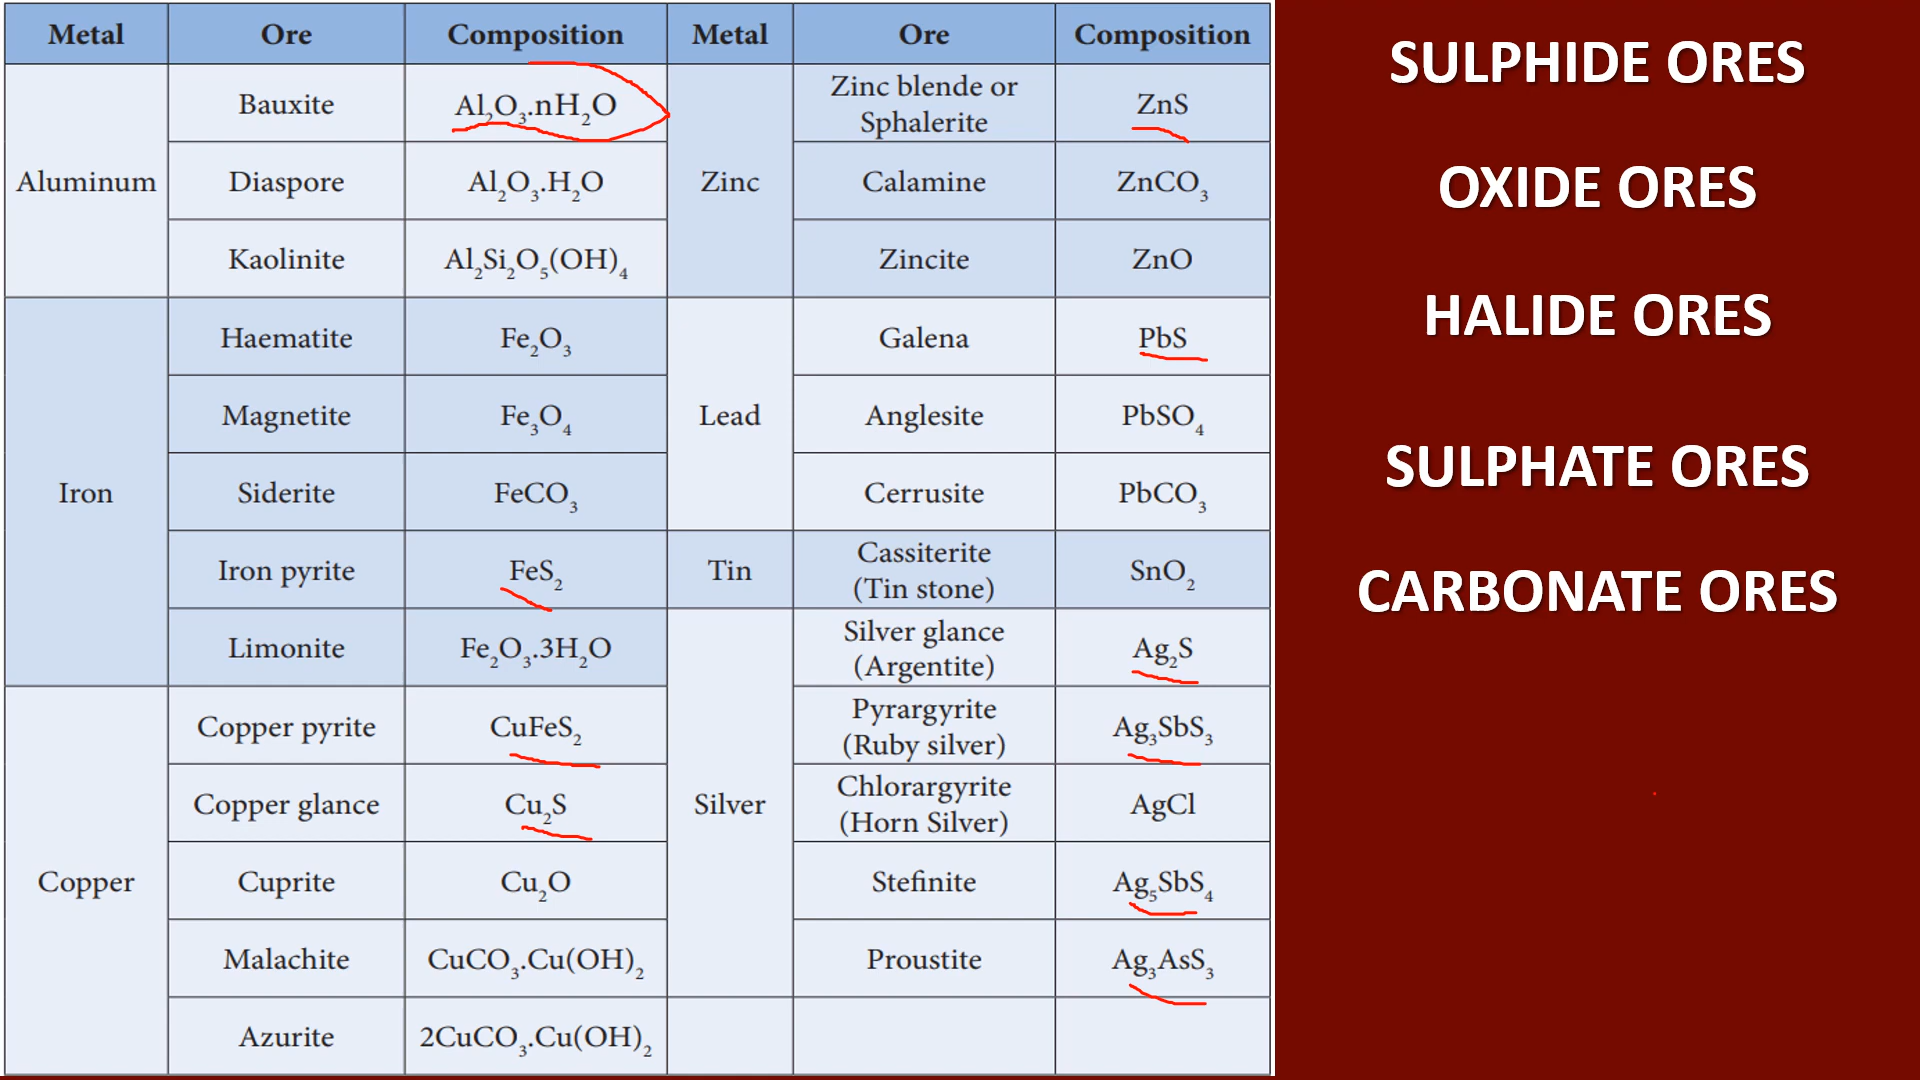 Metal Ore Composition Metal Ore Composition
Aluminum
Bauxite Al₂O₃.nH₂O
Diaspore Al₂O₃.H₂O
Kaolinite Al₂Si₂O₅(OH)₄
Iron
Haematite Fe₂O₃
Magnetite Fe₃O₄
Siderite FeCO₃
Iron pyrite FeS₂
Limonite Fe₂O₃.3H₂O
Copper
Copper pyrite CuFeS₂
Copper glance Cu₂S
Cuprite Cu₂O
Malachite CuCO₃.Cu(OH)₂
Azurite 2CuCO₃.Cu(OH)₂
Zinc
Zinc blende or
Sphalerite ZnS
Calamine ZnCO₃
Zincite ZnO
Lead
Galena PbS
Anglesite PbSO₄
Cerrusite PbCO₃
Tin
Cassiterite
(Tin stone) SnO₂
Silver
Silver glance
(Argentite) Ag₂S
Pyrargyrite
(Ruby silver) Ag₃SbS₃
Chlorargyrite
(Horn Silver) AgCl
Stefinite Ag₅SbS₄
Proustite Ag₃AsS₃
SULPHIDE ORES
OXIDE ORES
HALIDE ORES
SULPHATE ORES
CARBONATE ORES